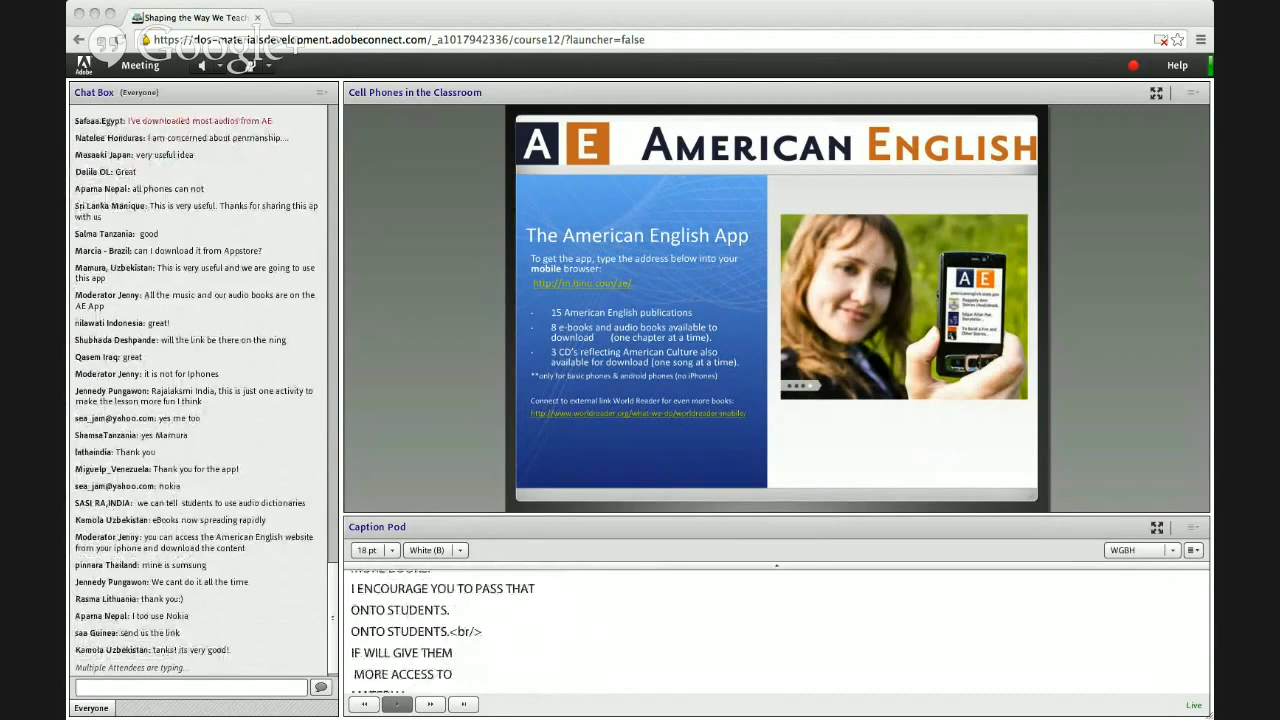 Shaping the Way We Teach
https://dos-materialsdevelopment.adobeconnect.com/_a1017942336/course12/?launcher=false
Google+
Adobe
Meeting
Help
Chat Box (Everyone)
Safaa Egypt: I've downloaded most audios from AE
Natalee Honduras: I am concerned about penmanship....
Masaaki Japan: very useful idea
Dalila OL: Great
Aparna Nepal: all phones can not
Sri Lanka Manique: This is very useful. Thanks for sharing this ap
with us
Salma Tanzania: good
Marcia - Brazil: can I download it from Appstore?
Mamura, Uzbekistan: This is very useful and we are going to use
this app
Moderator Jenny: All the music and our audio books are on the
AE App
nilawati Indonesia: great!
Shubhada Deshpande: will the link be there on the ning
Qasem Iraq: great
Moderator Jenny: it is not for Iphones
Jennedy Pungawon: Rajalaksmi India, this is just one activity to
make the lesson more fun I think
sea_jam@yahoo.com: yes me too
ShamsaTanzania: yes Mamura
lathaindia: Thank you
Miguelp_Venezuela: Thank you for the app!
sea_jam@yahoo.com: nokia
SASI RA,INDIA: we can tell students to use audio dictionaries
Kamola Uzbekistan: eBooks now spreading rapidly
Moderator Jenny: you can access the American English website
from your iphone and download the content
pinnara Thailand: mine is sumsung
Jennedy Pungawon: We cant do it all the time
Rasma Lithuania: thank you:)
Aparna Nepal: I too use Nokia
saa Guinea: send us the link
Kamola Uzbekistan: tanks! its very good!
Multiple Attendees are typing...
Everyone
Cell Phones in the Classroom
AE AMERICAN ENGLISH
The American English App
To get the app, type the address below into your
mobile browser:
http://m.binu.com/ae/
· 15 American English publications
· 8 e-books and audio books available to
download (one chapter at a time).
· 3 CD's reflecting American Culture also
available for download (one song at a time).
**only for basic phones & android phones (no iPhones)
Connect to external link World Reader for even more books:
http://www.worldreader.org/what-we-do/worldreader-mobile/
AE
Caption Pod
18 pt White (B) WGBH
MORE BOOKS.
I ENCOURAGE YOU TO PASS THAT
ONTO STUDENTS.
ONTO STUDENTS.<br/>
IF WILL GIVE THEM
MORE ACCESS TO
Live